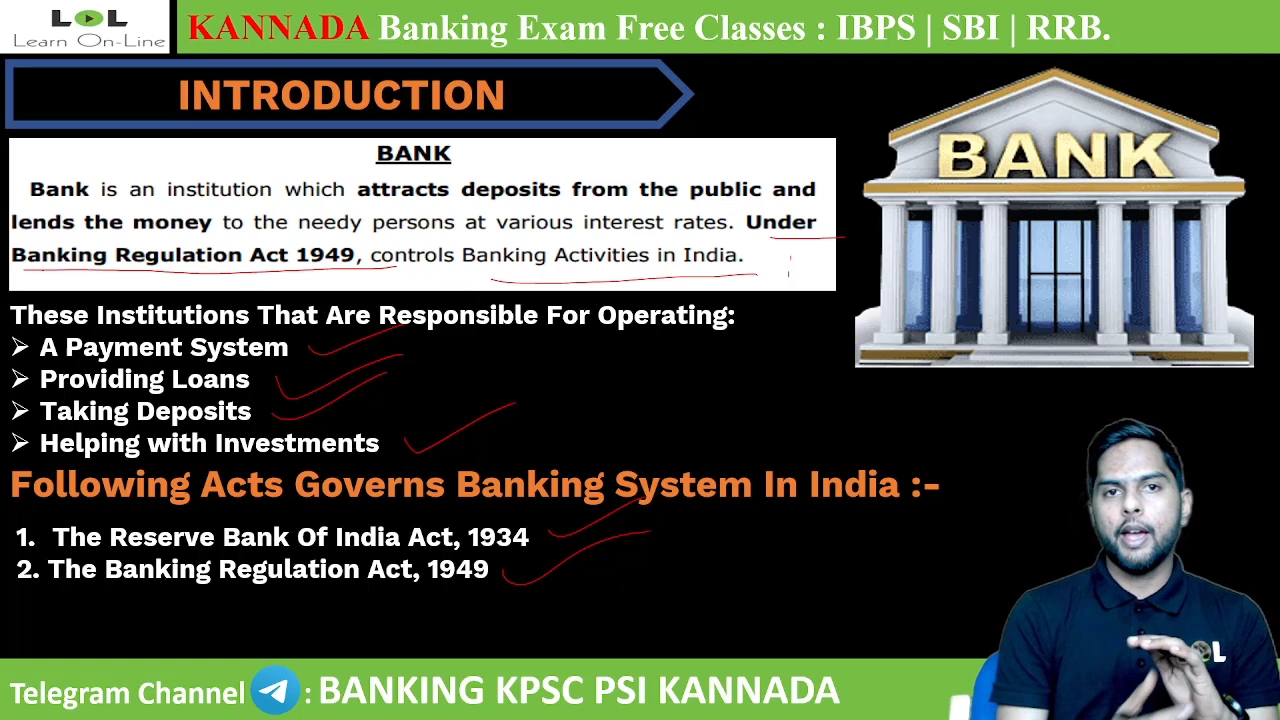 LOL
Learn On-Line
KANNADA Banking Exam Free Classes : IBPS | SBI | RRB.
INTRODUCTION
BANK
Bank is an institution which attracts deposits from the public and
lends the money to the needy persons at various interest rates. Under
Banking Regulation Act 1949, controls Banking Activities in India.
BANK
These Institutions That Are Responsible For Operating:
➢ A Payment System
➢ Providing Loans
➢ Taking Deposits
➢ Helping with Investments
Following Acts Governs Banking System In India :-
1. The Reserve Bank Of India Act, 1934
2. The Banking Regulation Act, 1949
Telegram Channel : BANKING KPSC PSI KANNADA